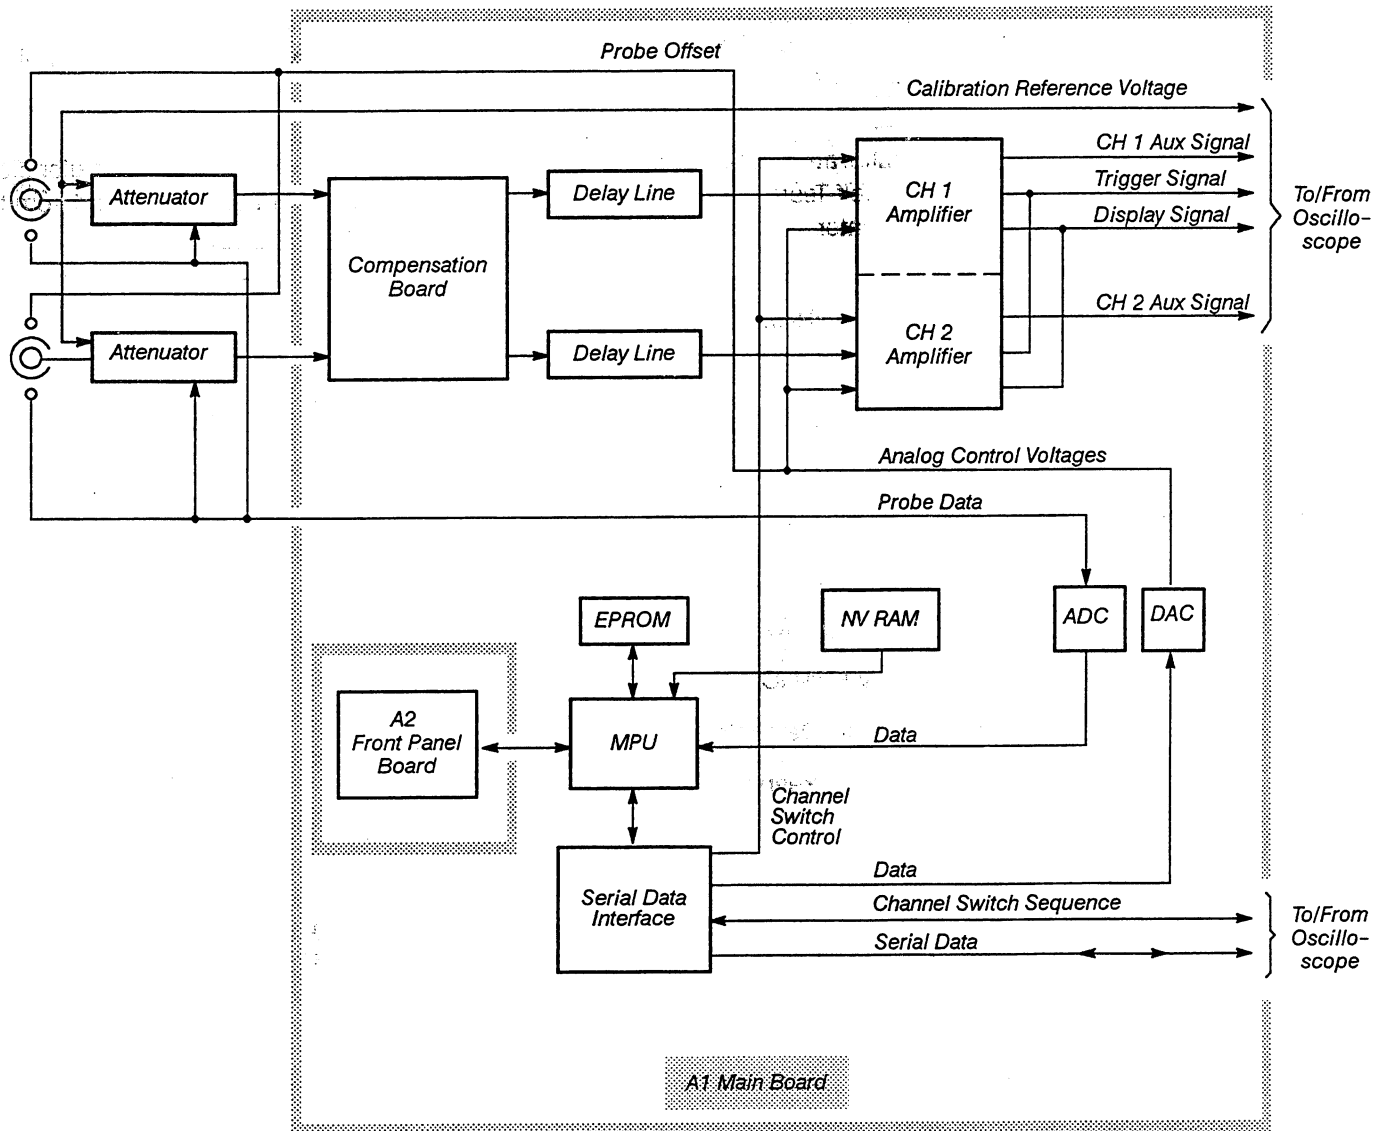 Probe Offset
Calibration Reference Voltage
CH 1 Aux Signal
Trigger Signal
Display Signal
To/From
Oscillo–
scope
Attenuator
Delay Line
CH 1
Amplifier
Compensation
Board
CH 2 Aux Signal
Attenuator
Delay Line
CH 2
Amplifier
Analog Control Voltages
Probe Data
EPROM
NV RAM
ADC
DAC
A2
Front Panel
Board
MPU
Data
Channel
Switch
Control
Data
Serial Data
Interface
Channel Switch Sequence
Serial Data
To/From
Oscillo–
scope
A1 Main Board